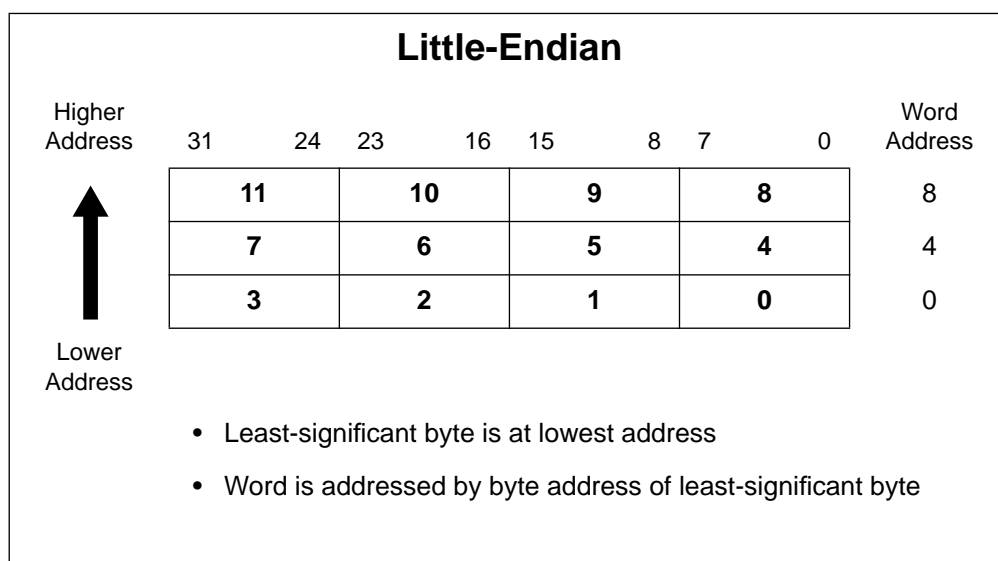 Little-Endian
Higher Address 31 24 23 16 15 8 7 0 Word Address
11 10 9 8 8
7 6 5 4 4
3 2 1 0 0
Lower Address
• Least-significant byte is at lowest address
• Word is addressed by byte address of least-significant byte